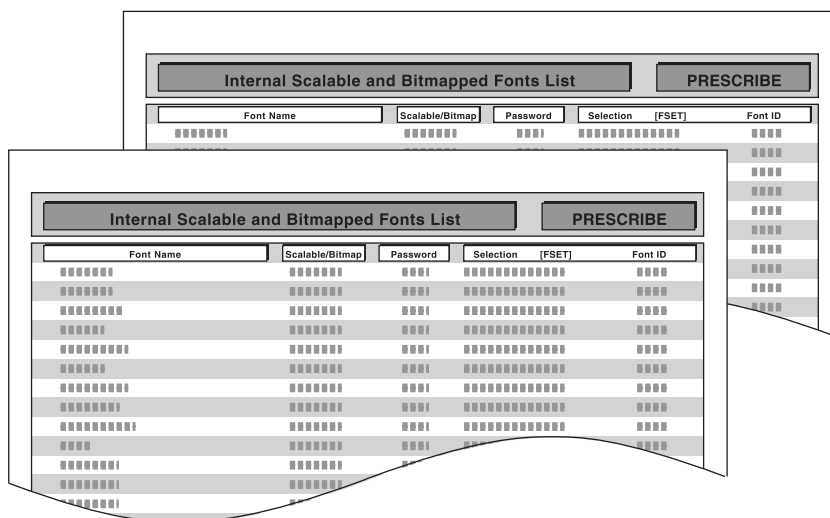 Internal Scalable and Bitmapped Fonts List PRESCRIBE
Font Name Scalable/Bitmap Password Selection [FSET] Font ID
Internal Scalable and Bitmapped Fonts List PRESCRIBE
Font Name Scalable/Bitmap Password Selection [FSET] Font ID